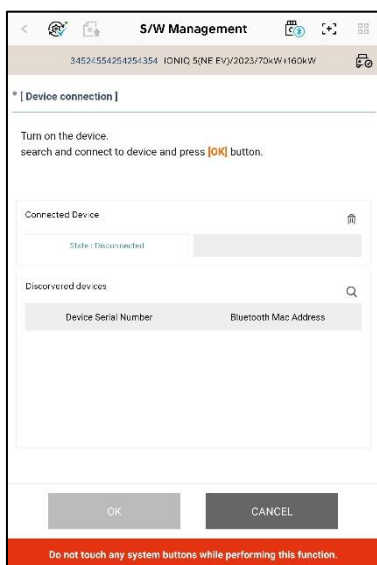 S/W Management
34524554254254354 IONIQ 5(NE EV)/2023/70kW+160kW
* [ Device connection ]
Turn on the device.
search and connect to device and press [OK] button.
Connected Device
State : Disconnected
Discorvered devices
Device Serial Number Bluetooth Mac Address
OK CANCEL
Do not touch any system buttons while performing this function.